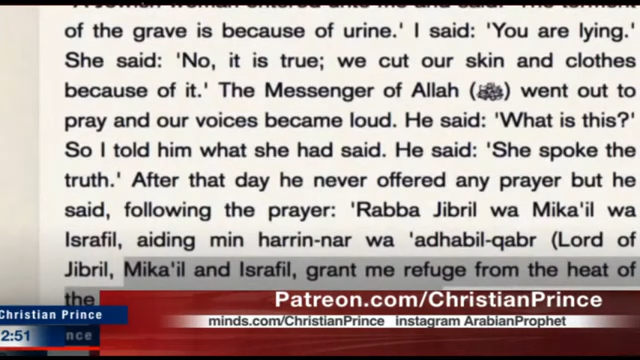 of the grave is because of urine.' I said: 'You are lying.'
She said: 'No, it is true; we cut our skin and clothes
because of it.' The Messenger of Allah (ﷺ) went out to
pray and our voices became loud. He said: 'What is this?'
So I told him what she had said. He said: 'She spoke the
truth.' After that day he never offered any prayer but he
said, following the prayer: 'Rabba Jibril wa Mika'il wa
Israfil, aiding min harrin-nar wa 'adhabil-qabr (Lord of
Jibril, Mika'il and Israfil, grant me refuge from the heat of
the
Patreon.com/ChristianPrince
Christian Prince
minds.com/ChristianPrince instagram ArabianProphet
2:51
nce